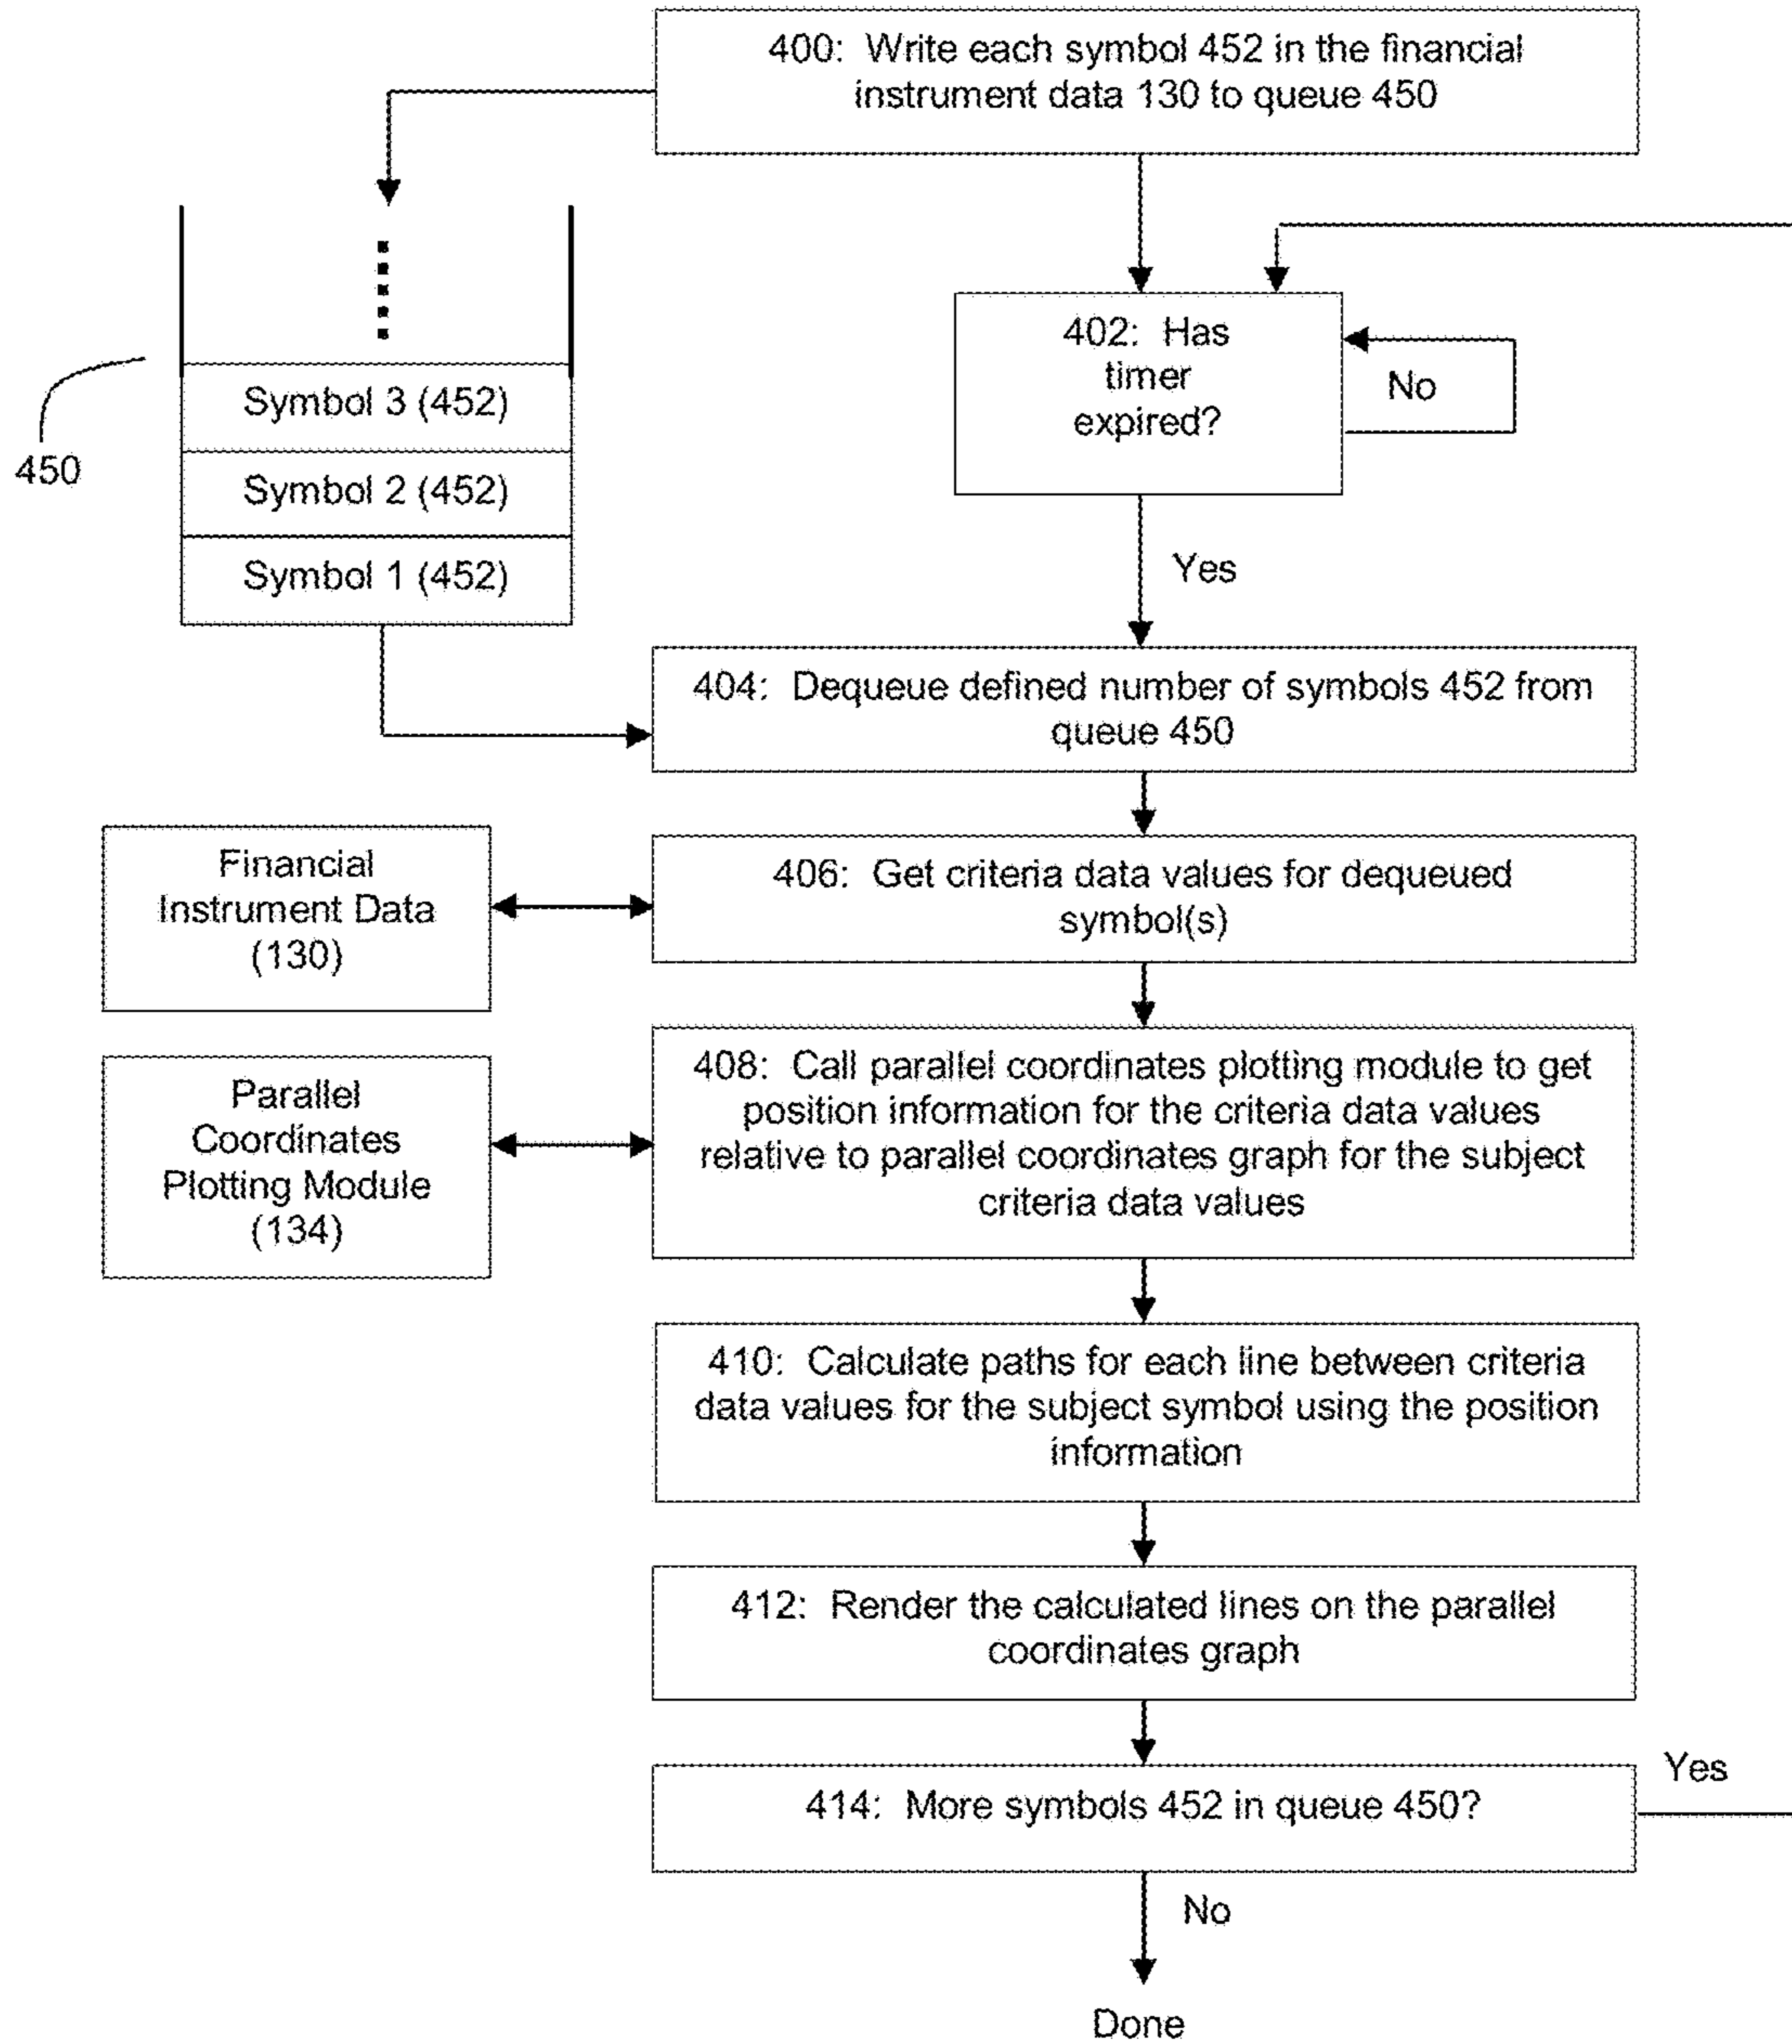 400: Write each symbol 452 in the financial
instrument data 130 to queue 450
402: Has
timer
expired?
No
Symbol 3 (452)
450
Symbol 2 (452)
Symbol 1 (452)
Yes
404: Dequeue defined number of symbols 452 from
queue 450
Financial
Instrument Data
(130)
406: Get criteria data values for dequeued
symbol(s)
Parallel
Coordinates
Plotting Module
(134)
408: Call parallel coordinates plotting module to get
position information for the criteria data values
relative to parallel coordinates graph for the subject
criteria data values
410: Calculate paths for each line between criteria
data values for the subject symbol using the position
information
412: Render the calculated lines on the parallel
coordinates graph
414: More symbols 452 in queue 450?
Yes
No
Done